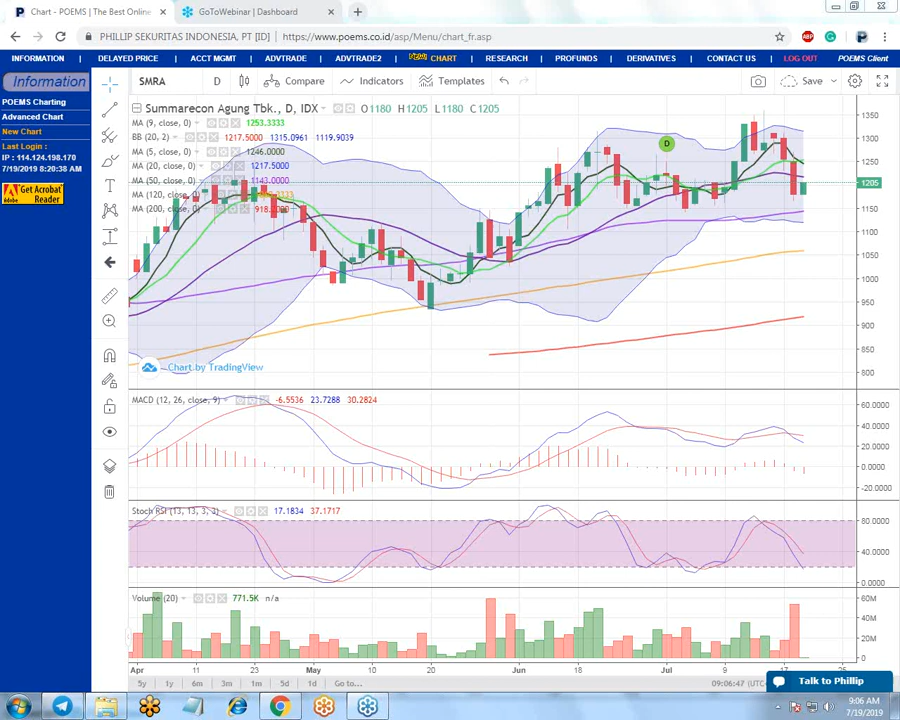 Chart - POEMS | The Best Online
GoToWebinar | Dashboard
PHILLIP SEKURITAS INDONESIA, PT [ID] | https://www.poems.co.id/asp/Menu/chart_fr.asp
INFORMATION DELAYED PRICE ACCT MGMT ADVTRADE ADVTRADE2 New CHART RESEARCH PROFUNDS DERIVATIVES CONTACT US LOG OUT POEMS Client
Information
POEMS Charting
Advanced Chart
New Chart
Last Login :
IP : 114.124.198.170
7/19/2019 8:20:38 AM
Get Acrobat
Reader
Adobe
SMRA D Compare Indicators Templates Save
Summarecon Agung Tbk., D, IDX O1180 H1205 L1180 C1205
MA (9, close, 0) 1253.3333
BB (20, 2) 1217.5000 1315.0961 1119.9039
MA (5, close, 0) 1246.0000
MA (20, close, 0) 1217.5000
MA (50, close, 0) 1143.0000
MA (120, close, 0)
MA (200, close, 0)
D
1350
1300
1250
1205
1150
1100
1050
1000
950
900
850
800
Chart by TradingView
MACD (12, 26, close, 9) -6.5536 23.7288 30.2824
60.0000
40.0000
20.0000
0.0000
-20.0000
Stoch RSI (13, 13, 3, 3) 17.1834 37.1717
80.0000
40.0000
0.0000
Volume (20) 771.5K n/a
60M
40M
20M
0
Apr 11 23 May 10 20 Jun 17 Jul 9 17 25
5y 1y 6m 3m 1m 5d 1d Go to...
09:06:47 (UTC
Talk to Phillip
9:06 AM
7/19/2019